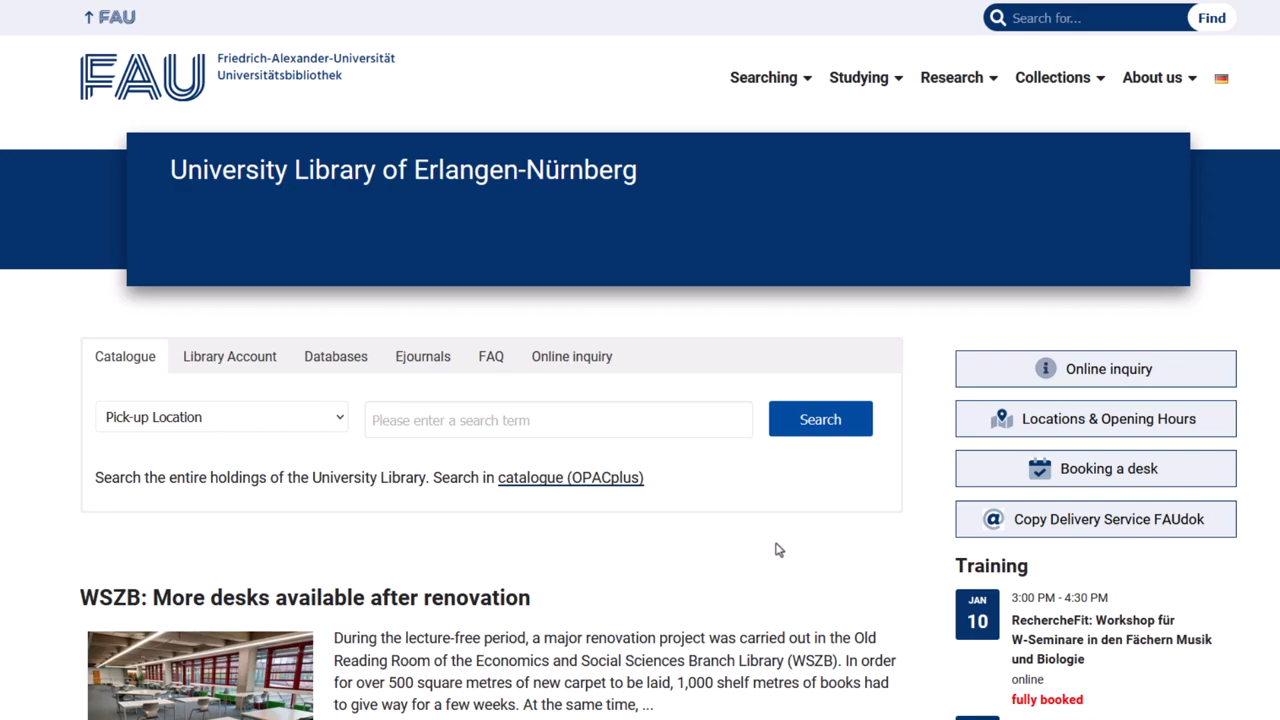 ↑ FAU
Search for...
Find
FAU
Friedrich-Alexander-Universität
Universitätsbibliothek
Searching
Studying
Research
Collections
About us
University Library of Erlangen-Nürnberg
Catalogue
Library Account
Databases
Ejournals
FAQ
Online inquiry
Pick-up Location
Please enter a search term
Search
Search the entire holdings of the University Library. Search in catalogue (OPACplus)
WSZB: More desks available after renovation
During the lecture-free period, a major renovation project was carried out in the Old
Reading Room of the Economics and Social Sciences Branch Library (WSZB). In order
for over 500 square metres of new carpet to be laid, 1,000 shelf metres of books had
to give way for a few weeks. At the same time, ...
Online inquiry
Locations & Opening Hours
Booking a desk
@ Copy Delivery Service FAUdok
Training
JAN
10
3:00 PM - 4:30 PM
RechercheFit: Workshop für
W-Seminare in den Fächern Musik
und Biologie
online
fully booked